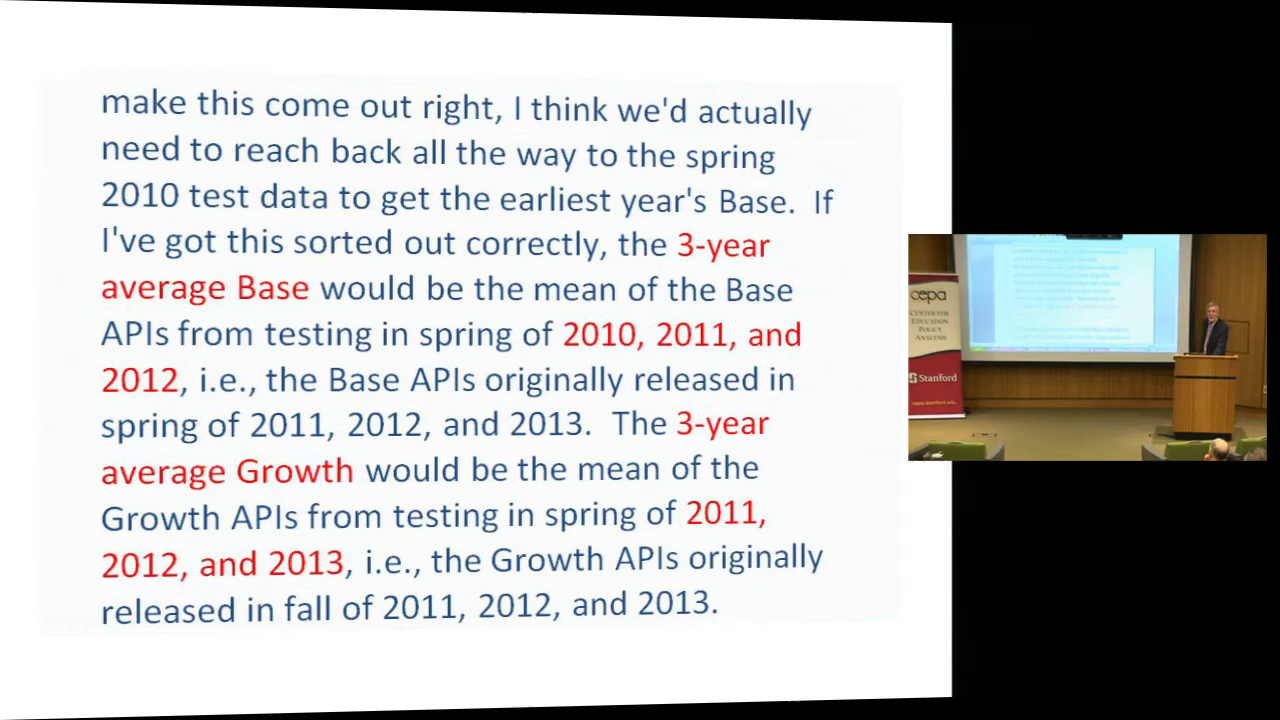 make this come out right, I think we'd actually
need to reach back all the way to the spring
2010 test data to get the earliest year's Base.  If
I've got this sorted out correctly, the 3-year
average Base would be the mean of the Base
APIs from testing in spring of 2010, 2011, and
2012, i.e., the Base APIs originally released in
spring of 2011, 2012, and 2013.  The 3-year
average Growth would be the mean of the
Growth APIs from testing in spring of 2011,
2012, and 2013, i.e., the Growth APIs originally
released in fall of 2011, 2012, and 2013.
cepa
CENTER FOR
EDUCATION
POLICY
ANALYSIS
Stanford